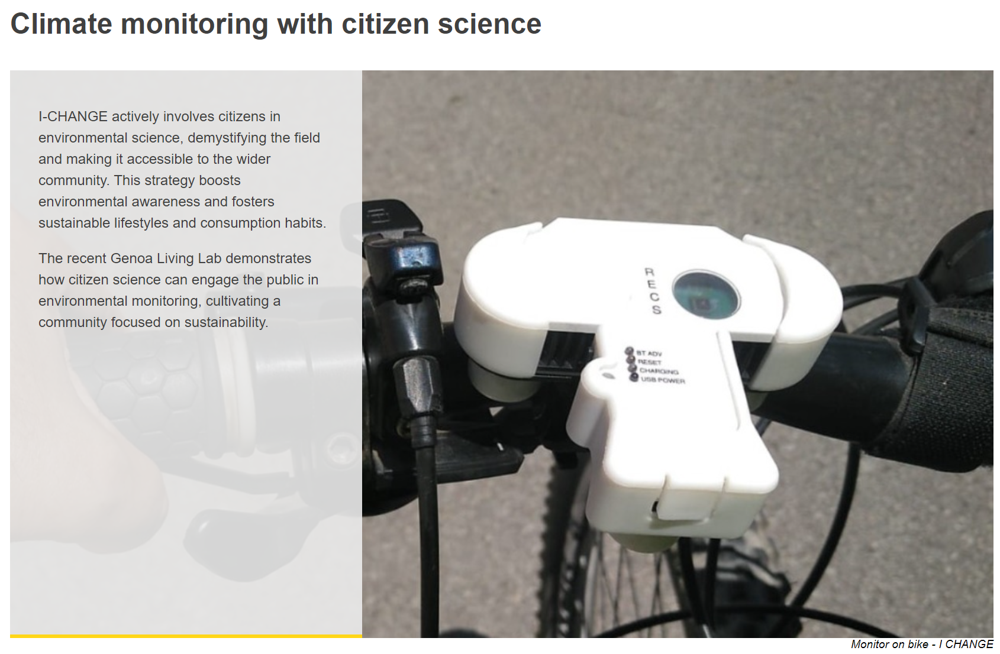 Climate monitoring with citizen science
I-CHANGE actively involves citizens in
environmental science, demystifying the field
and making it accessible to the wider
community. This strategy boosts
environmental awareness and fosters
sustainable lifestyles and consumption habits.
The recent Genoa Living Lab demonstrates
how citizen science can engage the public in
environmental monitoring, cultivating a
community focused on sustainability.
RECS
BT ADV
RESET
CHARGING
USB POWER
Monitor on bike - I CHANGE